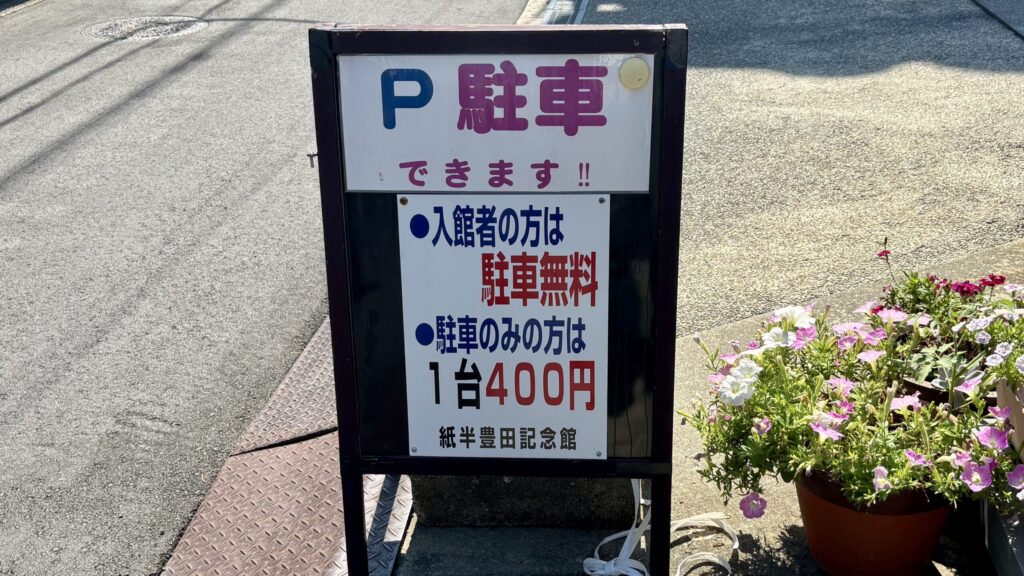 P 駐車
できます!!
●入館者の方は
駐車無料
●駐車のみの方は
1台400円
紙半豊田記念館